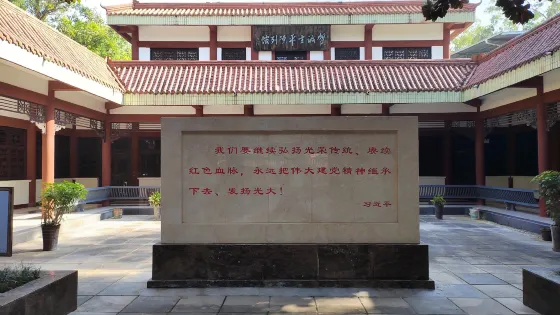 我们要继续弘扬光荣传统、赓续
红色血脉，永远把伟大建党精神继承
下去、发扬光大！
习近平